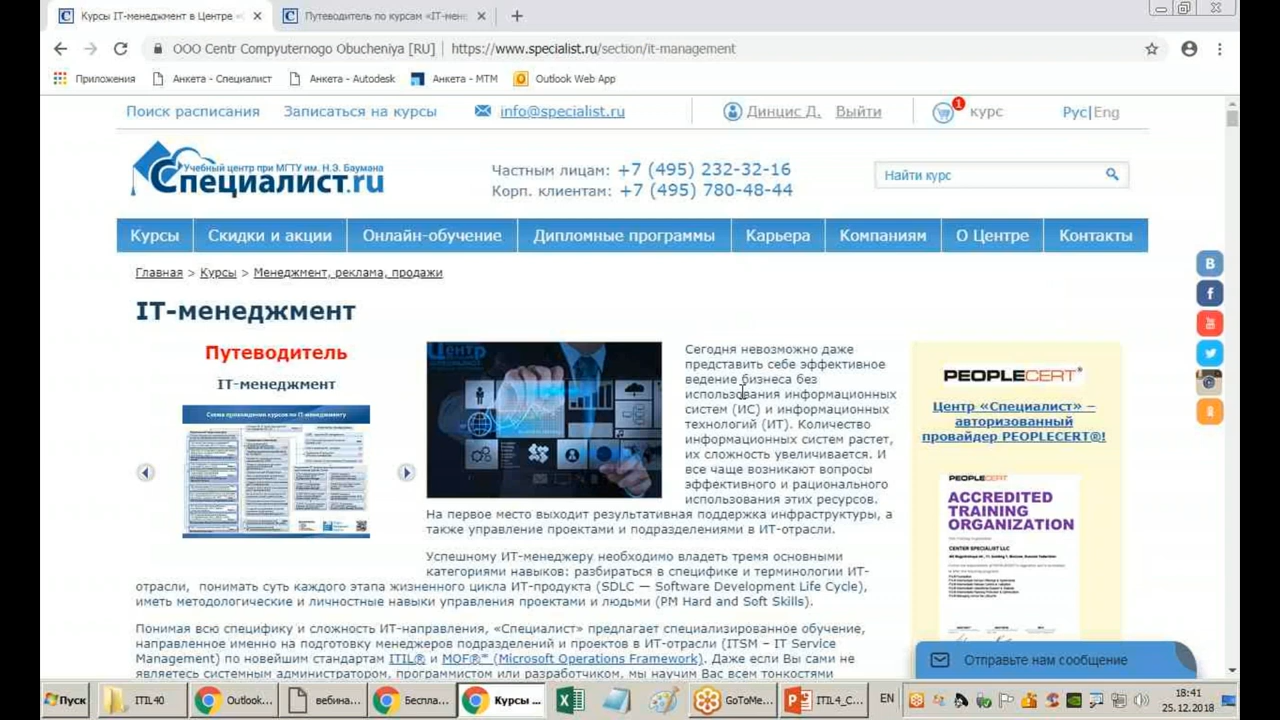 Курсы IT-менеджмент в Центре «
Путеводитель по курсам «IT-мене
ООО Centr Compyuternogo Obucheniya [RU] | https://www.specialist.ru/section/it-management
Приложения Анкета - Специалист Анкета - Autodesk Анкета - МТМ Outlook Web App
Поиск расписания Записаться на курсы info@specialist.ru Динцис Д. Выйти 1 курс Рус|Eng
Учебный центр при МГТУ им. Н.Э. Баумана
Специалист.ru
Частным лицам: +7 (495) 232-32-16
Корп. клиентам: +7 (495) 780-48-44
Найти курс
Курсы Скидки и акции Онлайн-обучение Дипломные программы Карьера Компаниям О Центре Контакты
Главная > Курсы > Менеджмент, реклама, продажи
IT-менеджмент
Путеводитель
IT-менеджмент
Схема прохождения курсов по IT-менеджменту
Центр
Сегодня невозможно даже
представить себе эффективное
ведение бизнеса без
использования информационных
систем (ИС) и информационных
технологий (ИТ). Количество
информационных систем растет,
их сложность увеличивается. И
все чаще возникают вопросы
эффективного и рационального
использования этих ресурсов.
На первое место выходит результативная поддержка инфраструктуры, а
также управление проектами и подразделениями в ИТ-отрасли.
Успешному ИТ-менеджеру необходимо владеть тремя основными
категориями навыков: разбираться в специфике и терминологии ИТ-
отрасли, понимать суть каждого этапа жизненного цикла ИТ-продукта (SDLC — Software Development Life Cycle),
иметь методологические и личностные навыки управления проектами и людьми (PM Hard and Soft Skills).
Понимая всю специфику и сложность ИТ-направления, «Специалист» предлагает специализированное обучение,
направленное именно на подготовку менеджеров подразделений и проектов в ИТ-отрасли (ITSM – IT Service
Management) по новейшим стандартам ITIL® и MOF®™ (Microsoft Operations Framework). Даже если Вы сами не
являетесь системным администратором, программистом или разработчиком, мы научим Вас всем тонкостями
PEOPLECERT
Центр «Специалист» –
авторизованный
провайдер PEOPLECERT®!
PEOPLECERT
ACCREDITED
TRAINING
ORGANIZATION
CENTER SPECIALIST LLC
Отправьте нам сообщение
Пуск ITIL40 Outlook... вебина... Беспла... Курсы ... GoToMe... ITIL4_C... EN 18:41
25.12.2018